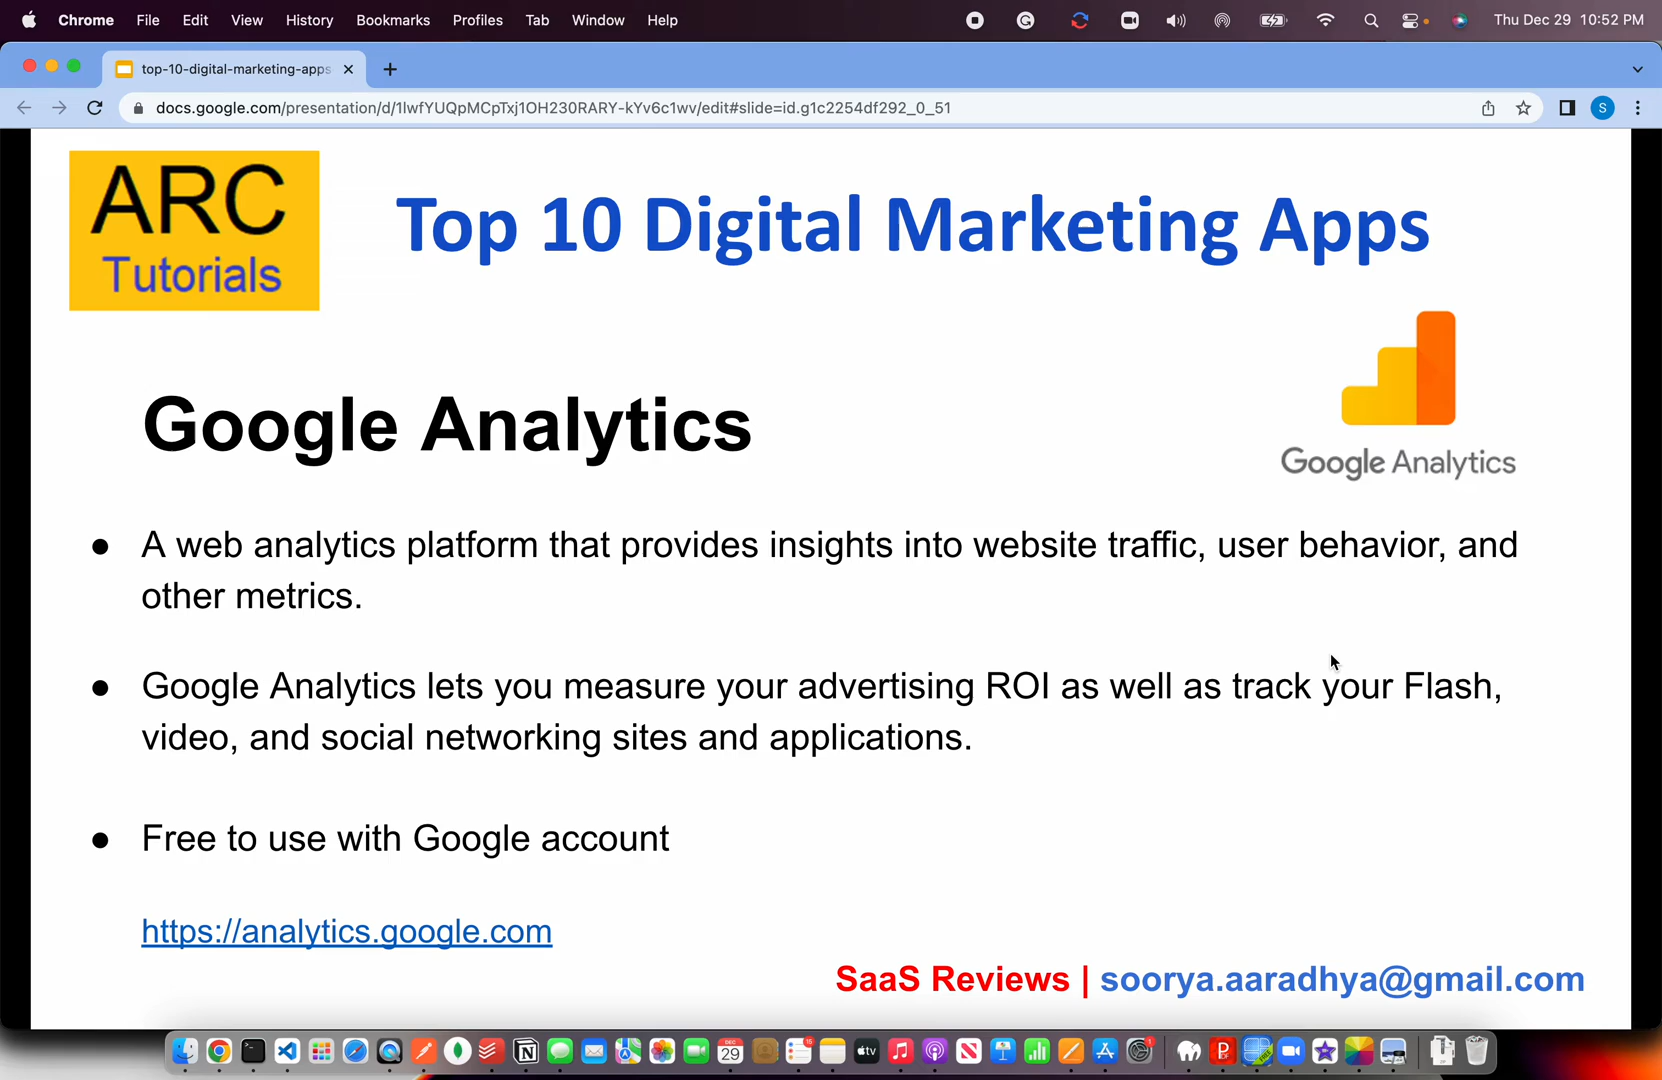 Chrome File Edit View History Bookmarks Profiles Tab Window Help Thu Dec 29 10:52 PM
top-10-digital-marketing-apps
docs.google.com/presentation/d/1lwfYUQpMCpTxj1OH230RARY-kYv6c1wv/edit#slide=id.g1c2254df292_0_51
S
ARC
Tutorials
Top 10 Digital Marketing Apps
Google Analytics
Google Analytics
● A web analytics platform that provides insights into website traffic, user behavior, and
other metrics.
● Google Analytics lets you measure your advertising ROI as well as track your Flash,
video, and social networking sites and applications.
● Free to use with Google account
https://analytics.google.com
SaaS Reviews | soorya.aaradhya@gmail.com
DEC
29
tv